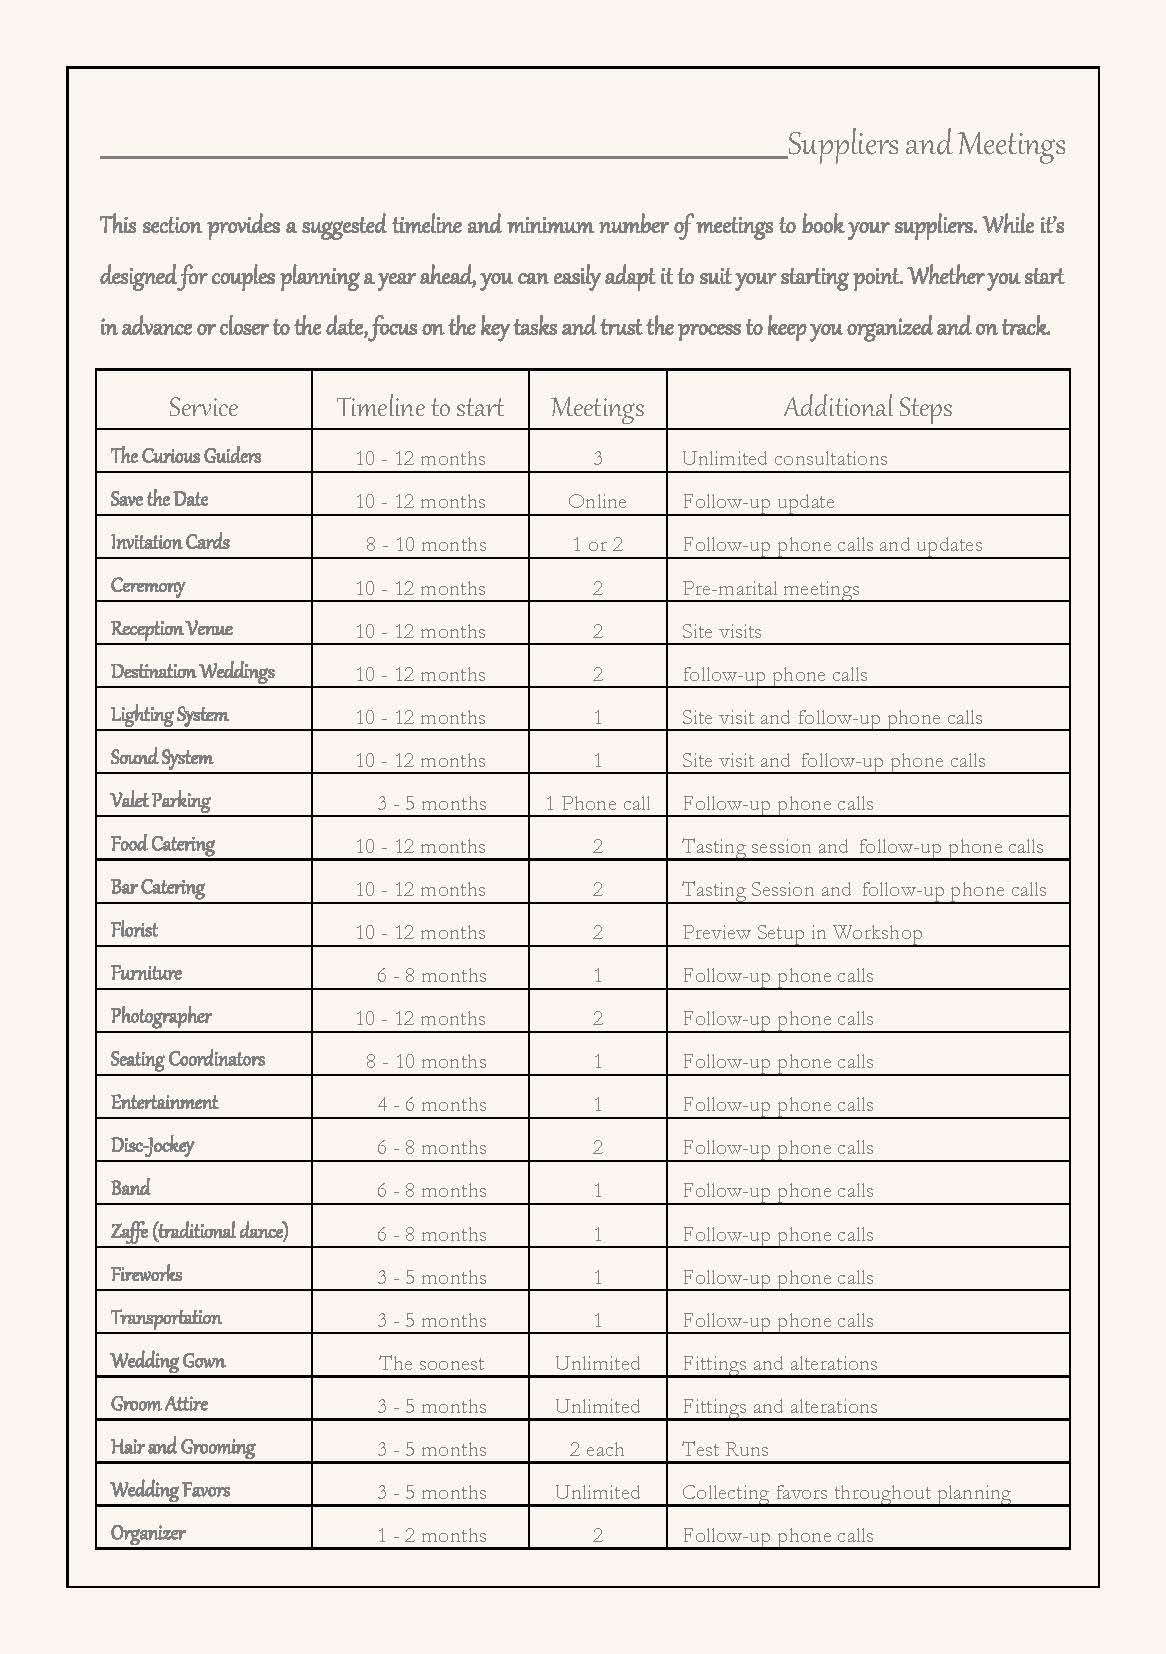 Suppliers and Meetings
This section provides a suggested timeline and minimum number of meetings to book your suppliers. While it's
designed for couples planning a year ahead, you can easily adapt it to suit your starting point. Whether you start
in advance or closer to the date, focus on the key tasks and trust the process to keep you organized and on track.
Service Timeline to start Meetings Additional Steps
The Curious Guiders 10 - 12 months 3 Unlimited consultations
Save the Date 10 - 12 months Online Follow-up update
Invitation Cards 8 - 10 months 1 or 2 Follow-up phone calls and updates
Ceremony 10 - 12 months 2 Pre-marital meetings
Reception Venue 10 - 12 months 2 Site visits
Destination Weddings 10 - 12 months 2 follow-up phone calls
Lighting System 10 - 12 months 1 Site visit and follow-up phone calls
Sound System 10 - 12 months 1 Site visit and follow-up phone calls
Valet Parking 3 - 5 months 1 Phone call Follow-up phone calls
Food Catering 10 - 12 months 2 Tasting session and follow-up phone calls
Bar Catering 10 - 12 months 2 Tasting Session and follow-up phone calls
Florist 10 - 12 months 2 Preview Setup in Workshop
Furniture 6 - 8 months 1 Follow-up phone calls
Photographer 10 - 12 months 2 Follow-up phone calls
Seating Coordinators 8 - 10 months 1 Follow-up phone calls
Entertainment 4 - 6 months 1 Follow-up phone calls
Disc-Jockey 6 - 8 months 2 Follow-up phone calls
Band 6 - 8 months 1 Follow-up phone calls
Zaffe (traditional dance) 6 - 8 months 1 Follow-up phone calls
Fireworks 3 - 5 months 1 Follow-up phone calls
Transportation 3 - 5 months 1 Follow-up phone calls
Wedding Gown The soonest Unlimited Fittings and alterations
Groom Attire 3 - 5 months Unlimited Fittings and alterations
Hair and Grooming 3 - 5 months 2 each Test Runs
Wedding Favors 3 - 5 months Unlimited Collecting favors throughout planning
Organizer 1 - 2 months 2 Follow-up phone calls